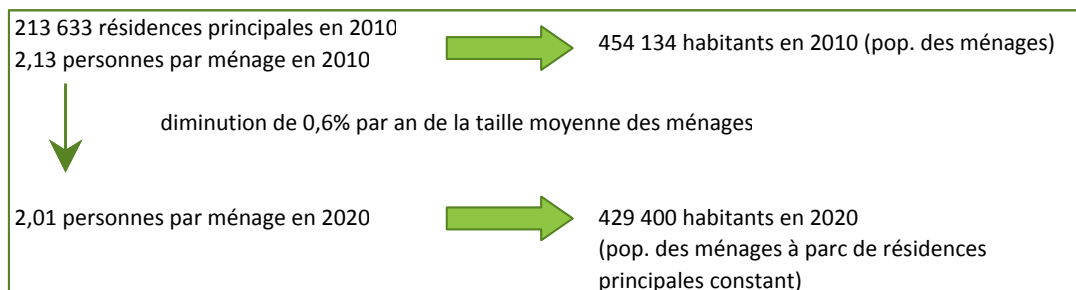 213 633 résidences principales en 2010
2,13 personnes par ménage en 2010
454 134 habitants en 2010 (pop. des ménages)
diminution de 0,6% par an de la taille moyenne des ménages
2,01 personnes par ménage en 2020
429 400 habitants en 2020
(pop. des ménages à parc de résidences
principales constant)